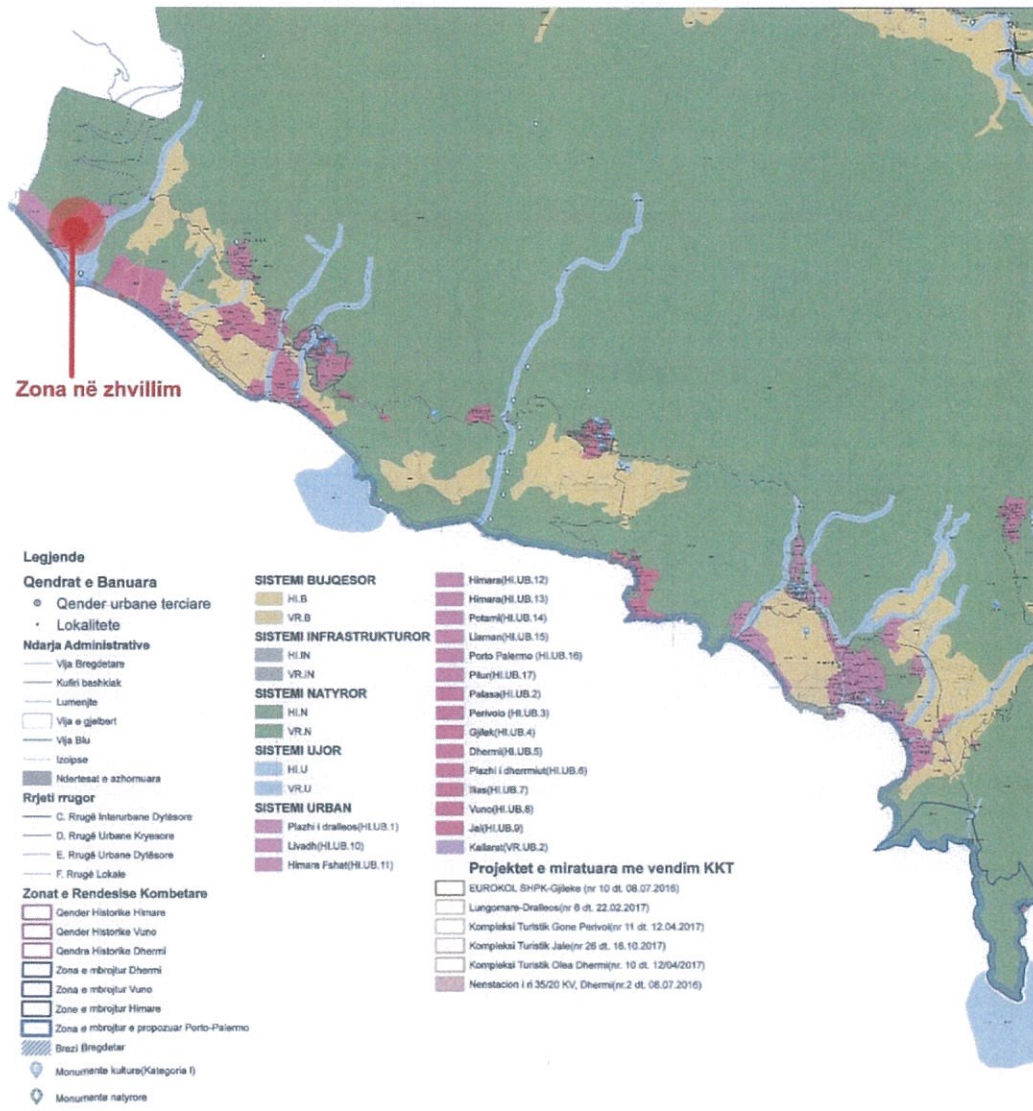 Zona në zhvillim
Legjende
Qendrat e Banuara
Qender urbane terciare
Lokalitete
Ndarja Administrative
Vija Bregdetare
Kufiri bashkiak
Lumenjte
Vija e gjelbert
Vija Blu
Izoipse
Ndertesat e azhornuara
Rrjeti rrugor
C. Rrugë Interurbane Dytësore
D. Rrugë Urbane Kryesore
E. Rrugë Urbane Dytësore
F. Rrugë Lokale
Zonat e Rendesise Kombetare
Qender Historike Himare
Qender Historike Vuno
Qendra Historike Dhermi
Zona e mbrojtur Dhermi
Zona e mbrojtur Vuno
Zone e mbrojtur Himare
Zona e mbrojtur e propozuar Porto-Palermo
Brezi Bregdetar
Monumente kulture(Kategoria I)
Monumente natyrore
SISTEMI BUJQESOR
HI.B
VR.B
SISTEMI INFRASTRUKTUROR
HI.IN
VR.IN
SISTEMI NATYROR
HI.N
VR.N
SISTEMI UJOR
HI.U
VR.U
SISTEMI URBAN
Plazhi i dralleos(HI.UB.1)
Livadh(HI.UB.10)
Himara Fshat(HI.UB.11)
Himara(HI.UB.12)
Himara(HI.UB.13)
Potami(HI.UB.14)
Llaman(HI.UB.15)
Porto Palermo (HI.UB.16)
Pilur(HI.UB.17)
Palasa(HI.UB.2)
Perivolo (HI.UB.3)
Gjilek(HI.UB.4)
Dhermi(HI.UB.5)
Plazhi i dherrmiut(HI.UB.6)
Ilias(HI.UB.7)
Vuno(HI.UB.8)
Jal(HI.UB.9)
Kallarat(VR.UB.2)
Projektet e miratuara me vendim KKT
EUROKOL SHPK-Gjileke (nr 10 dt. 08.07.2016)
Lungomare-Dralleos(nr 6 dt. 22.02.2017)
Kompleksi Turistik Gone Perivol(nr 11 dt. 12.04.2017)
Kompleksi Turistik Jale(nr 26 dt. 16.10.2017)
Kompleksi Turistik Olea Dhermi(nr. 10 dt. 12/04/2017)
Nenstacion i ri 35/20 KV, Dhermi(nr.2 dt. 08.07.2016)